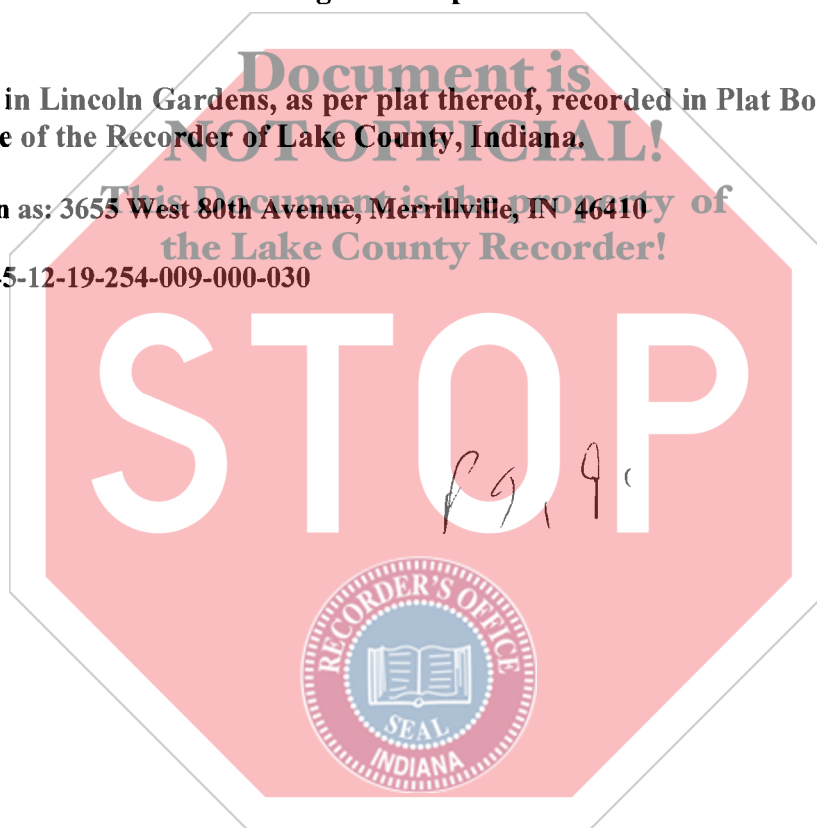 Document is
in Lincoln Gardens, as per plat thereof, recorded in Plat Bo
e of the Recorder of Lake County, Indiana.
NOT OFFICIAL!
This Document is the property of
n as: 3655 West 80th Avenue, Merrillville, IN 46410
the Lake County Recorder!
5-12-19-254-009-000-030
STOP
RECORDER'S OFFICE
SEAL
INDIANA